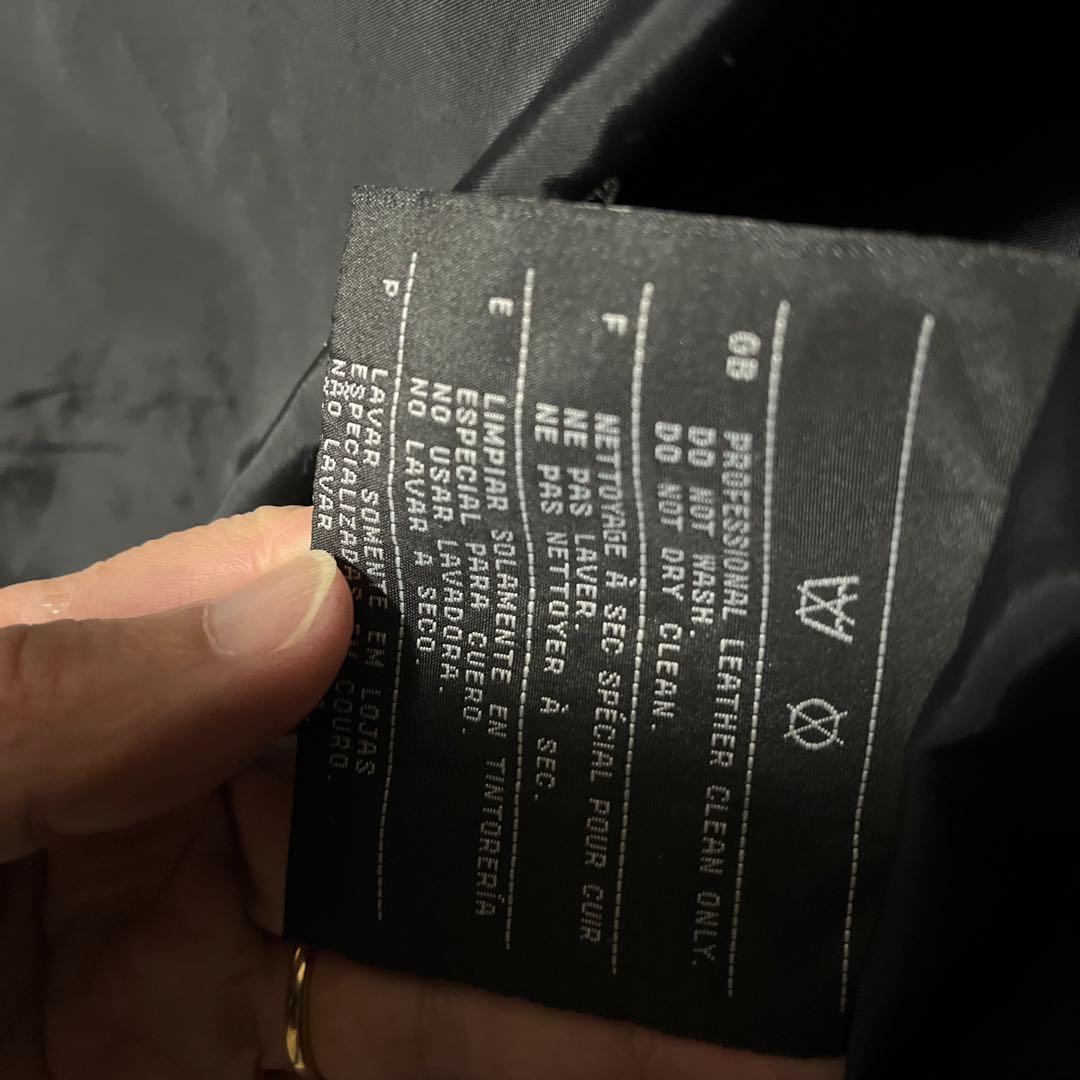 GB
PROFESSIONAL LEATHER CLEAN ONLY.
DO NOT WASH.
DO NOT DRY CLEAN.
F
NETTOYAGE À SEC SPÉCIAL POUR CUIR
NE PAS LAVER.
NE PAS NETTOYER À SEC.
E
LIMPIAR SOLAMENTE EN TINTORERÍA
ESPECIAL PARA CUERO.
NO USAR LAVADORA.
NO LAVAR A SECO.
P
LAVAR SOMENTE EM LOJAS
COURO.
NÃO LAVAR